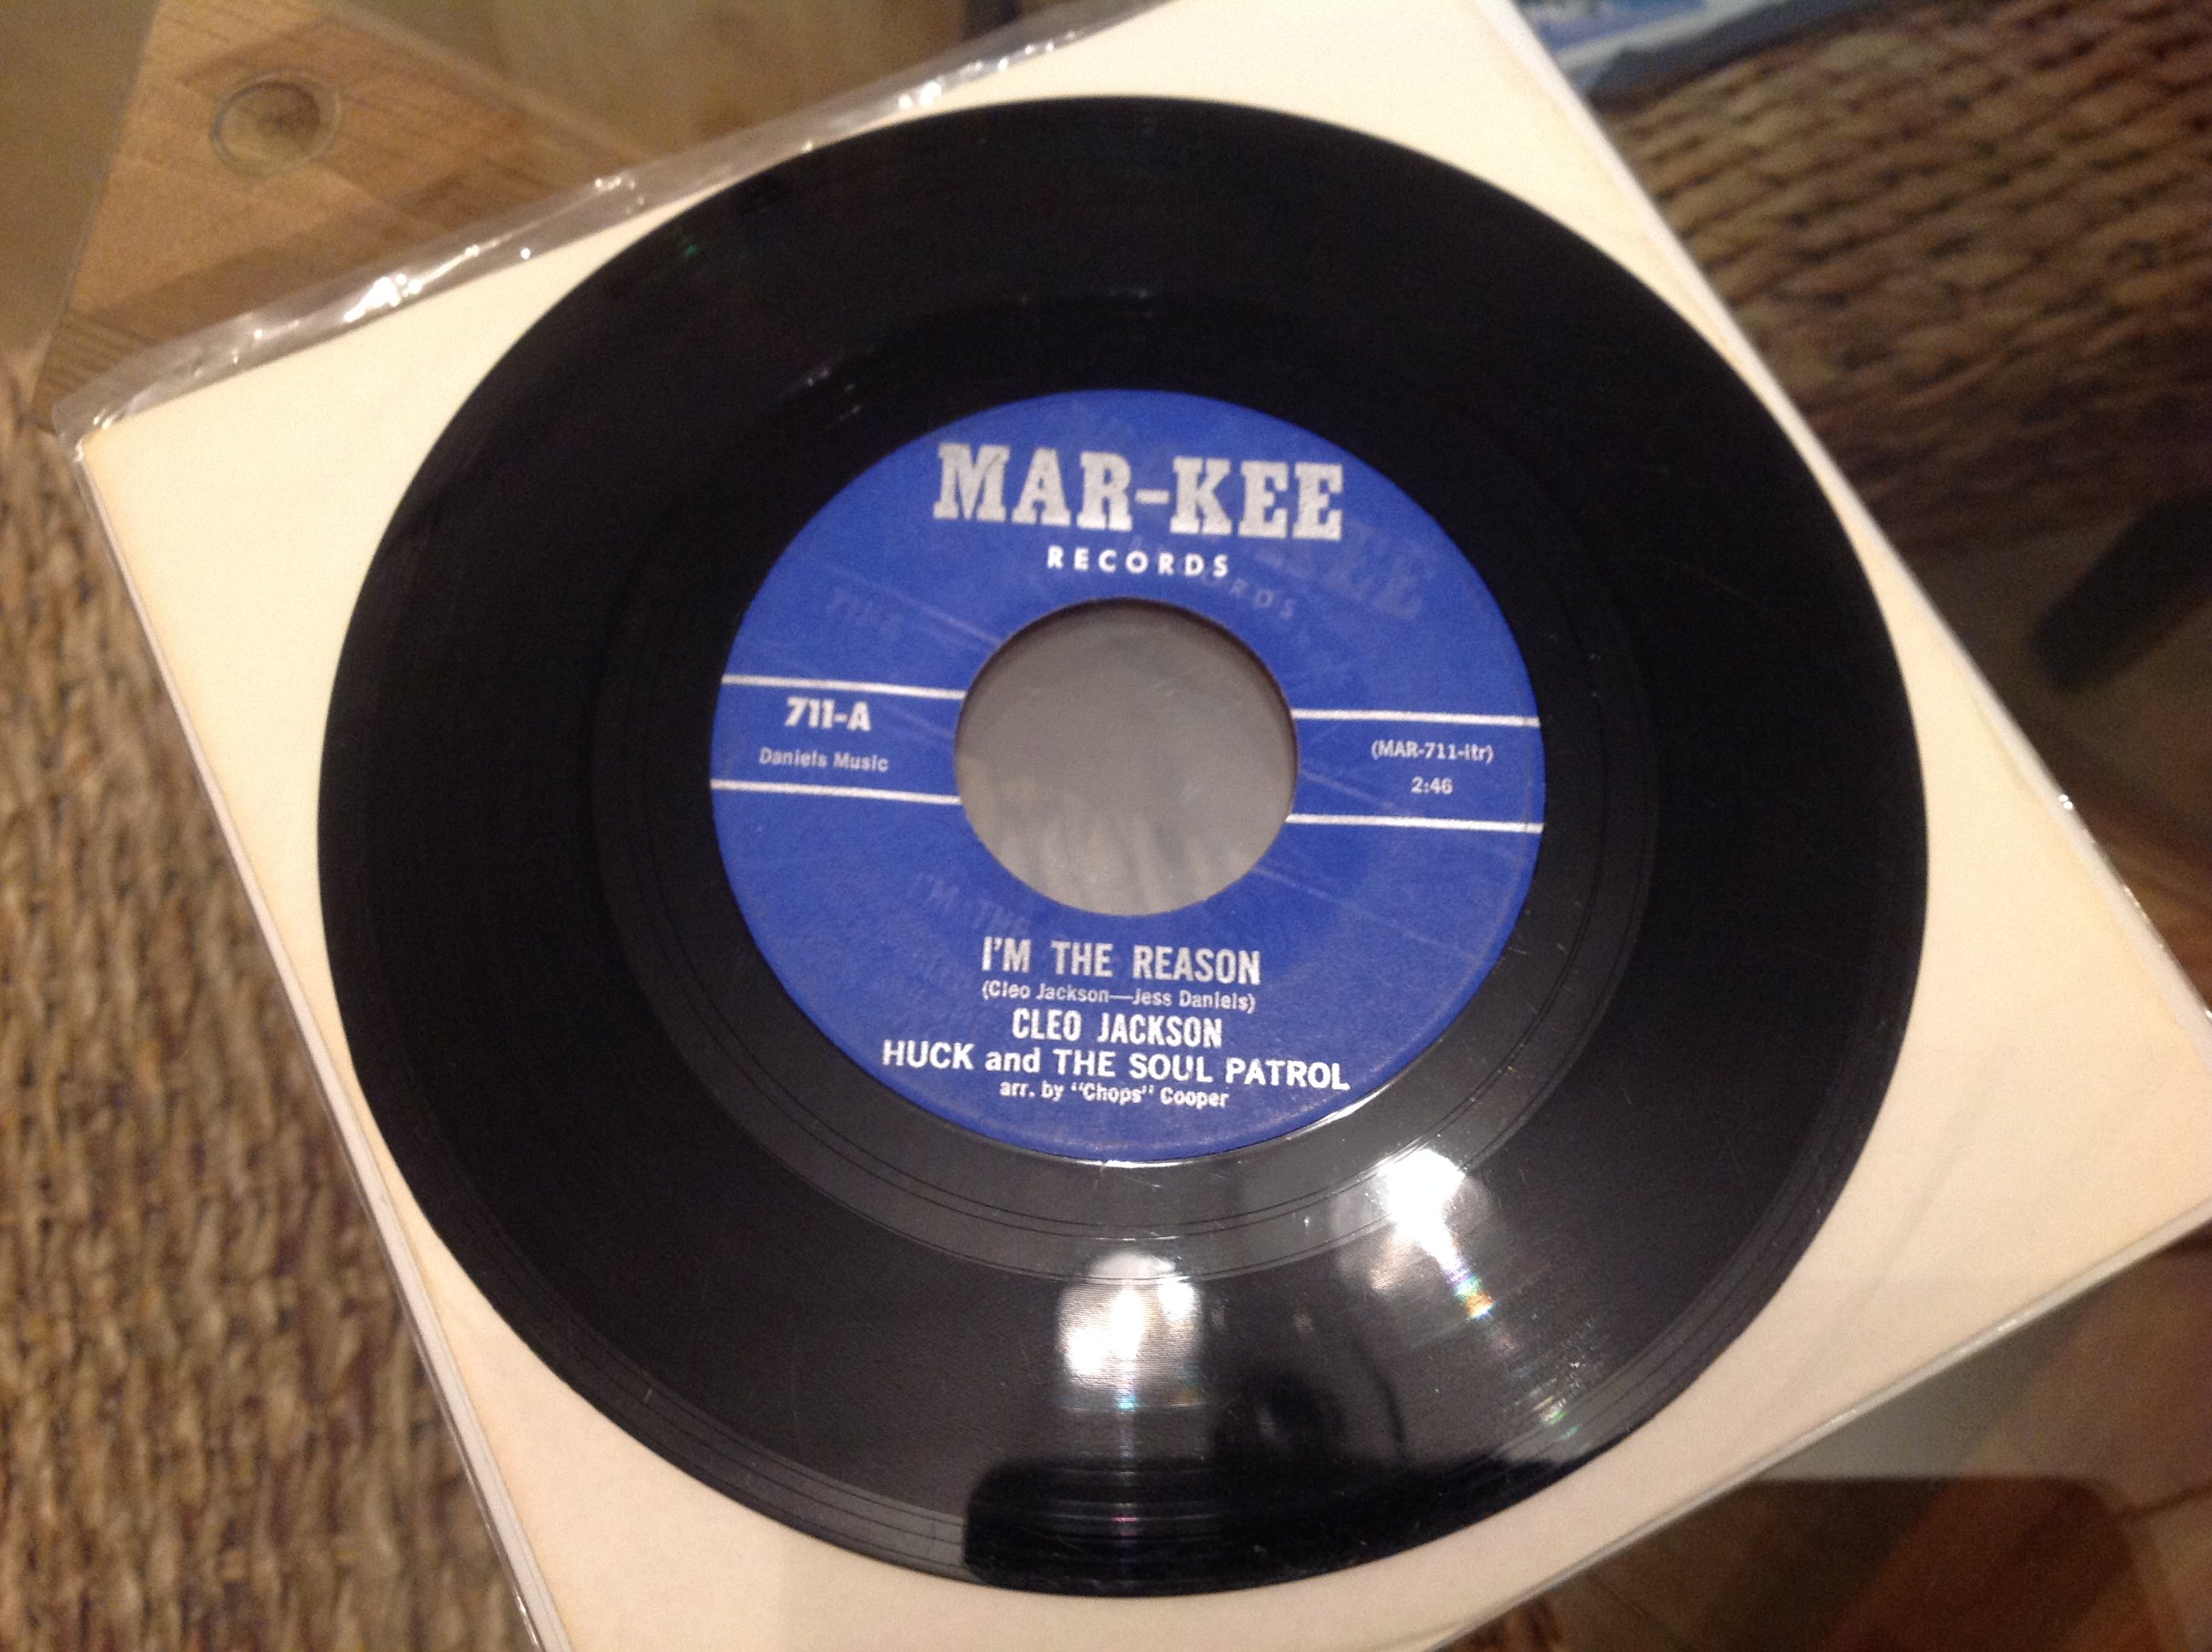 MAR-KEE
RECORDS
711-A
Daniels Music
(MAR-711-itr)
2:46
I'M THE REASON
(Cleo Jackson—Jess Daniels)
CLEO JACKSON
HUCK and THE SOUL PATROL
arr. by "Chops" Cooper